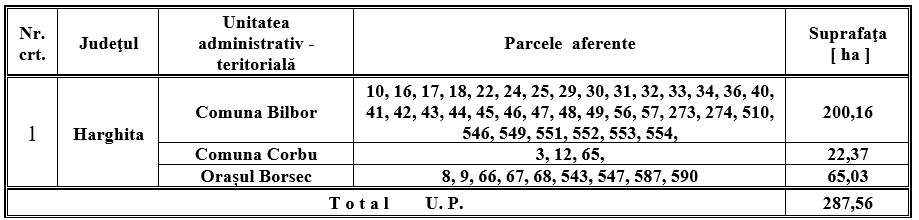 Nr. crt. Judeţul Unitatea administrativ - teritorială Parcele aferente Suprafaţa [ ha ]
1 Harghita Comuna Bilbor 10, 16, 17, 18, 22, 24, 25, 29, 30, 31, 32, 33, 34, 36, 40,
41, 42, 43, 44, 45, 46, 47, 48, 49, 56, 57, 273, 274, 510,
546, 549, 551, 552, 553, 554, 200,16
Comuna Corbu 3, 12, 65, 22,37
Orașul Borsec 8, 9, 66, 67, 68, 543, 547, 587, 590 65,03
T o t a l U. P. 287,56